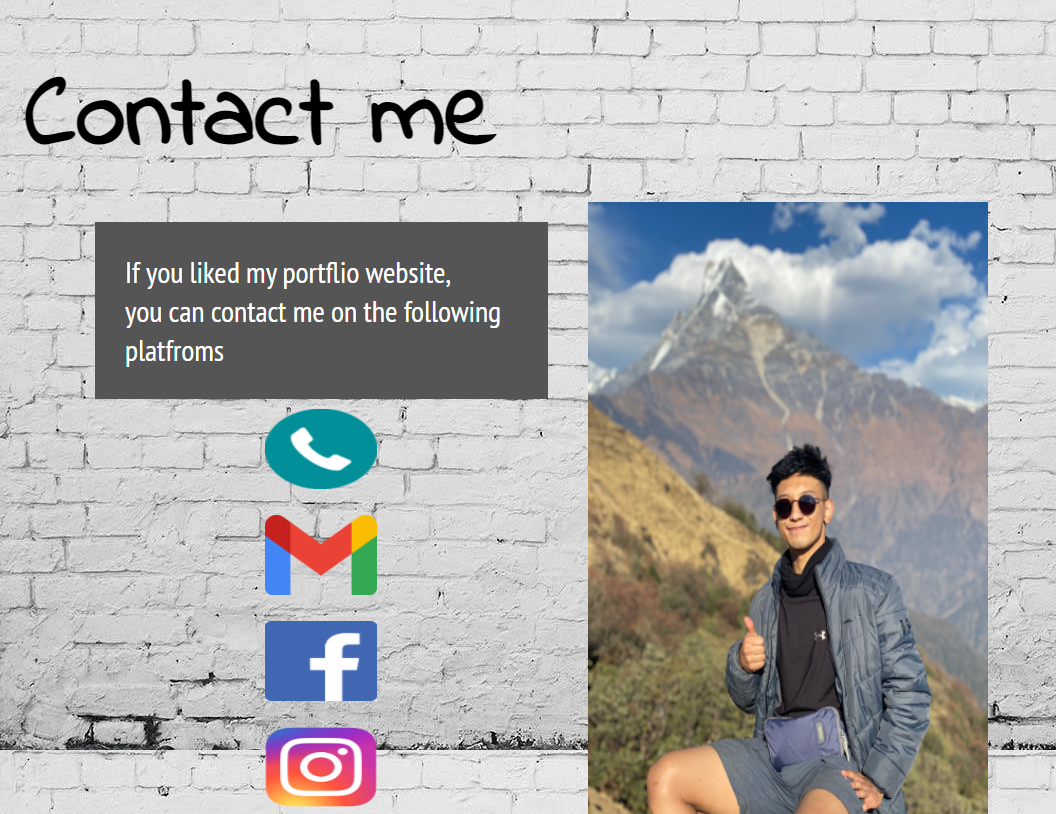 Contact me
If you liked my portflio website,
you can contact me on the following
platfroms